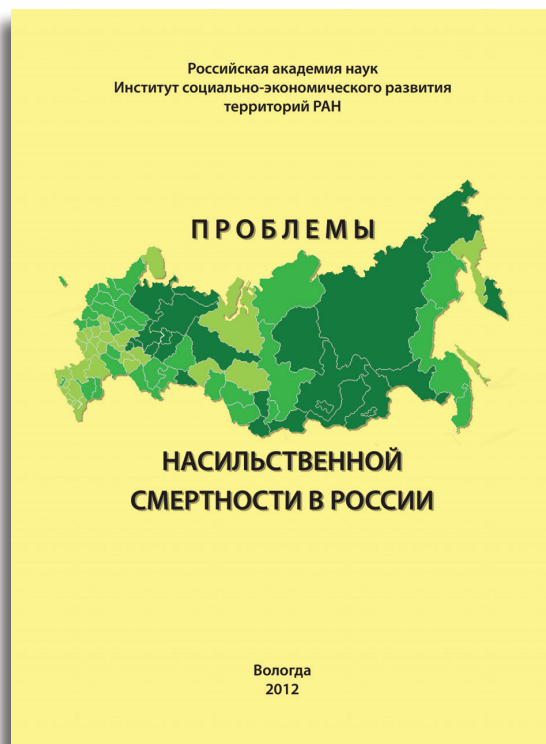 Российская академия наук
Институт социально-экономического развития
территорий РАН
ПРОБЛЕМЫ
НАСИЛЬСТВЕННОЙ
СМЕРТНОСТИ В РОССИИ
Вологда
2012